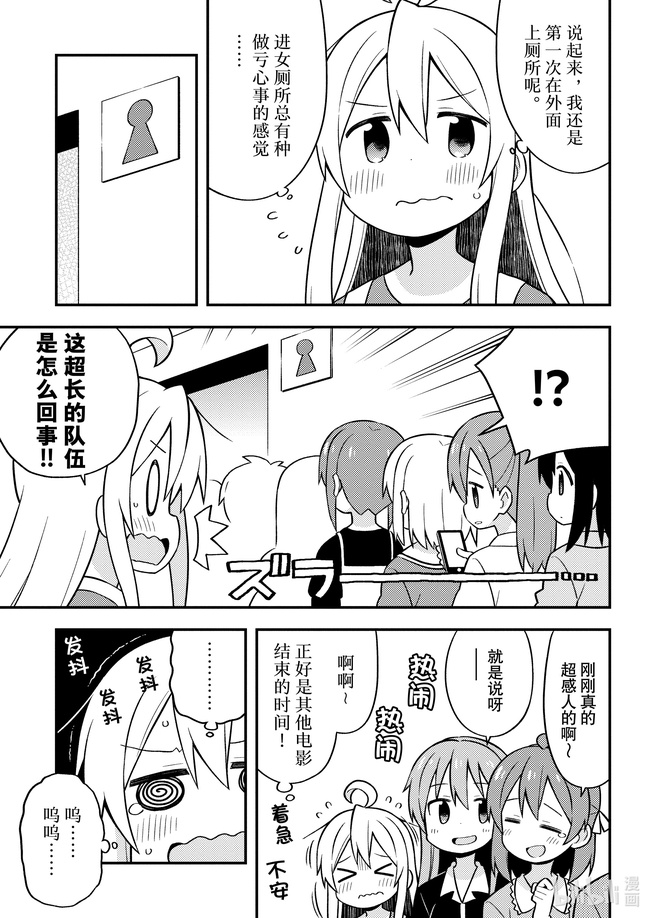 说起来，我还是
第一次在外面
上厕所呢。
进女厕所总有种
做亏心事的感觉
……
!?
这超长的队伍
是怎么回事!!
ズラ
刚刚真的
超感人的啊~
就是说呀
——
热闹
热闹
啊啊~
正好是其他电影
结束的时间！
着急
不安
………
发抖
发抖
发抖
呜……
呜……
漫画